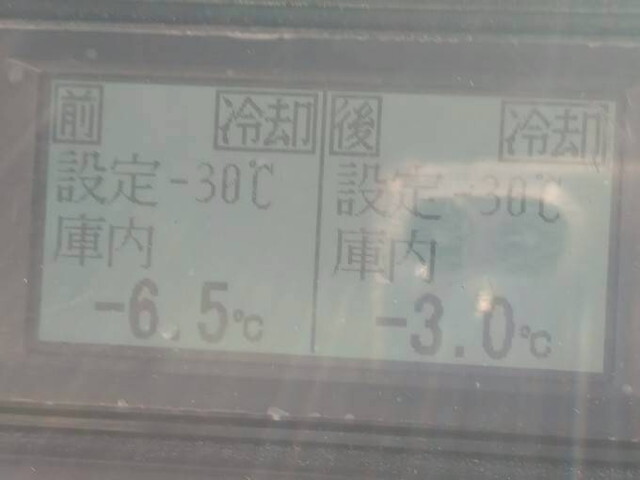 前 冷却
設定 -30℃
庫内
-6.5℃
後 冷却
設定 -30℃
庫内
-3.0℃